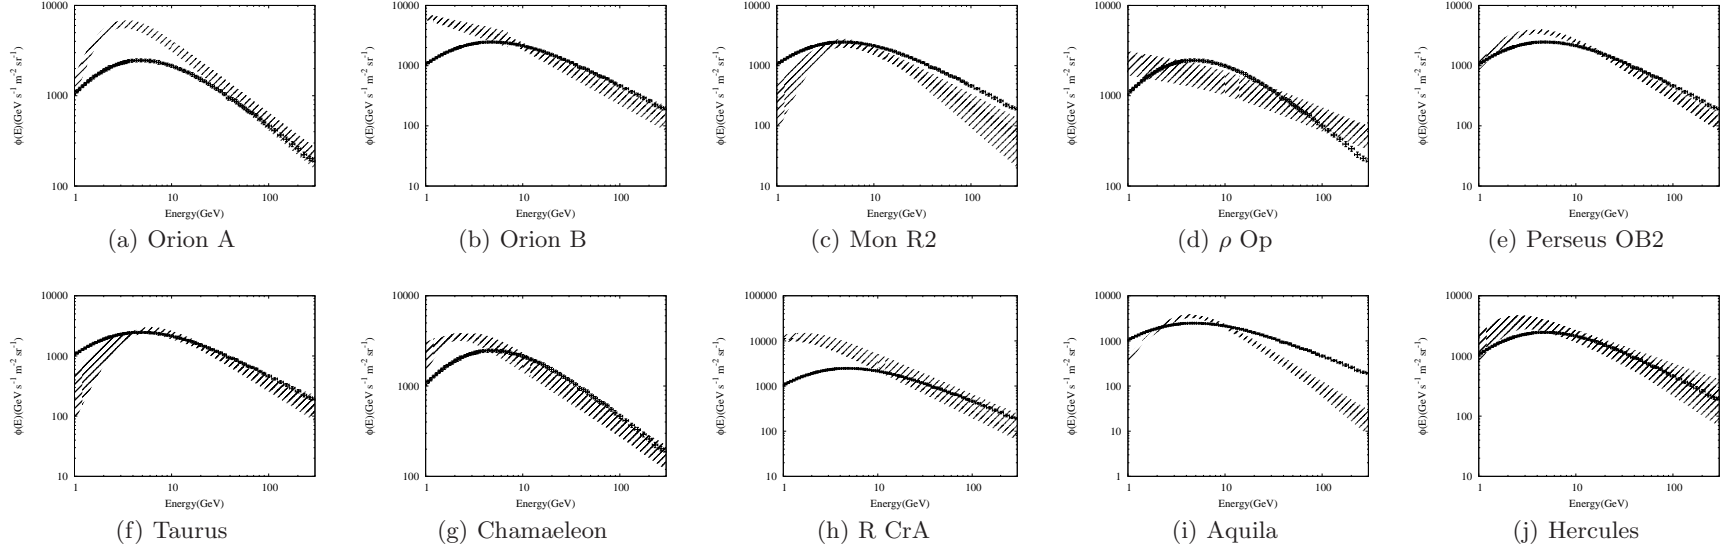 10000
1000
100
1
10
100
Energy(GeV)
ϕ(E)(GeV s⁻¹ m⁻² sr⁻¹)
(a) Orion A
10000
1000
100
10
1
10
100
Energy(GeV)
ϕ(E)(GeV s⁻¹ m⁻² sr⁻¹)
(b) Orion B
10000
1000
100
10
1
10
100
Energy(GeV)
ϕ(E)(GeV s⁻¹ m⁻² sr⁻¹)
(c) Mon R2
10000
1000
100
1
10
100
Energy(GeV)
ϕ(E)(GeV s⁻¹ m⁻² sr⁻¹)
(d) ρ Op
10000
1000
100
10
1
10
100
Energy(GeV)
ϕ(E)(GeV s⁻¹ m⁻² sr⁻¹)
(e) Perseus OB2
10000
1000
100
10
1
10
100
Energy(GeV)
ϕ(E)(GeV s⁻¹ m⁻² sr⁻¹)
(f) Taurus
10000
1000
100
1
10
100
Energy(GeV)
ϕ(E)(GeV s⁻¹ m⁻² sr⁻¹)
(g) Chamaeleon
100000
10000
1000
100
10
1
10
100
Energy(GeV)
ϕ(E)(GeV s⁻¹ m⁻² sr⁻¹)
(h) R CrA
10000
1000
100
10
1
1
10
100
Energy(GeV)
ϕ(E)(GeV s⁻¹ m⁻² sr⁻¹)
(i) Aquila
10000
1000
100
10
1
10
100
Energy(GeV)
ϕ(E)(GeV s⁻¹ m⁻² sr⁻¹)
(j) Hercules